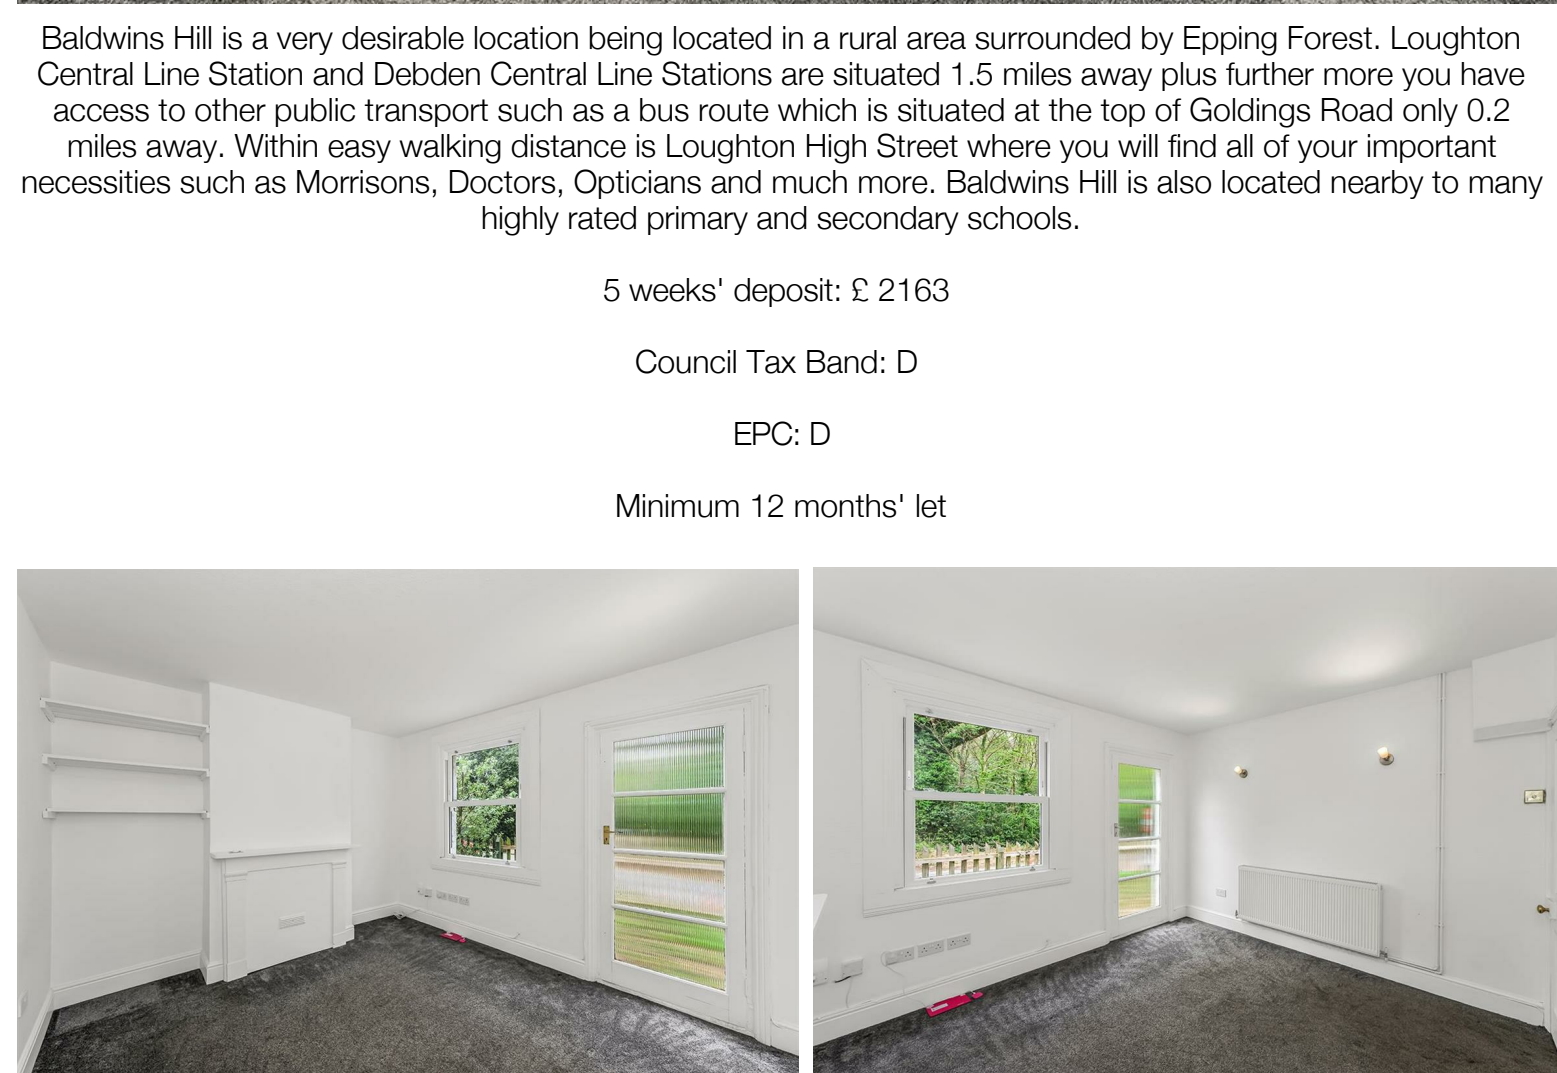 Baldwins Hill is a very desirable location being located in a rural area surrounded by Epping Forest. Loughton
Central Line Station and Debden Central Line Stations are situated 1.5 miles away plus further more you have
access to other public transport such as a bus route which is situated at the top of Goldings Road only 0.2
miles away. Within easy walking distance is Loughton High Street where you will find all of your important
necessities such as Morrisons, Doctors, Opticians and much more. Baldwins Hill is also located nearby to many
highly rated primary and secondary schools.
5 weeks' deposit: £ 2163
Council Tax Band: D
EPC: D
Minimum 12 months' let